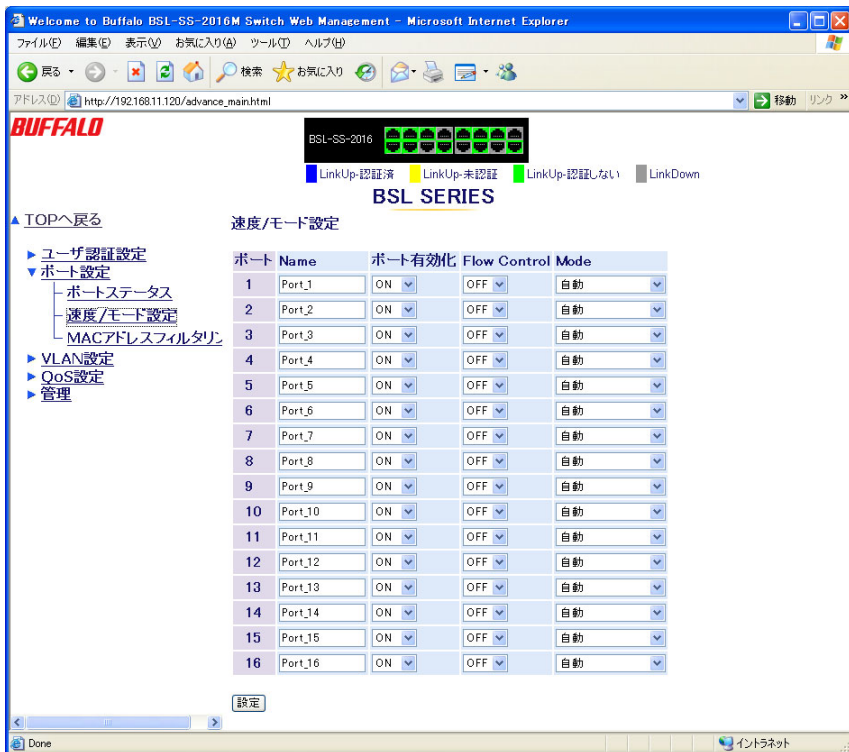 Welcome to Buffalo BSL-SS-2016M Switch Web Management - Microsoft Internet Explorer
ファイル(F) 編集(E) 表示(V) お気に入り(A) ツール(T) ヘルプ(H)
戻る 検索 お気に入り
アドレス(D) http://192.168.11.120/advance_main.html 移動 リンク »
BUFFALO
BSL-SS-2016
LinkUp-認証済 LinkUp-未認証 LinkUp-認証しない LinkDown
BSL SERIES
▲ TOPへ戻る
▶ ユーザ認証設定
▼ ポート設定
ポートステータス
速度/モード設定
MACアドレスフィルタリン
▶ VLAN設定
▶ QoS設定
▶ 管理
速度/モード設定
ポート Name ポート有効化 Flow Control Mode
1 Port_1 ON OFF 自動
2 Port_2 ON OFF 自動
3 Port_3 ON OFF 自動
4 Port_4 ON OFF 自動
5 Port_5 ON OFF 自動
6 Port_6 ON OFF 自動
7 Port_7 ON OFF 自動
8 Port_8 ON OFF 自動
9 Port_9 ON OFF 自動
10 Port_10 ON OFF 自動
11 Port_11 ON OFF 自動
12 Port_12 ON OFF 自動
13 Port_13 ON OFF 自動
14 Port_14 ON OFF 自動
15 Port_15 ON OFF 自動
16 Port_16 ON OFF 自動
設定
Done イントラネット